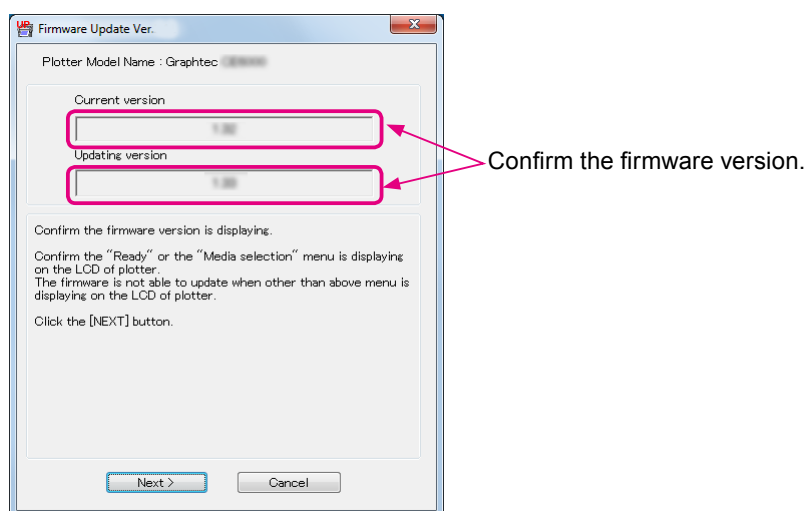 Firmware Update Ver.
Plotter Model Name : Graphtec
Current version
Updating version
Confirm the firmware version.
Confirm the firmware version is displaying.
Confirm the "Ready" or the "Media selection" menu is displaying
on the LCD of plotter.
The firmware is not able to update when other than above menu is
displaying on the LCD of plotter.
Click the [NEXT] button.
Next >
Cancel